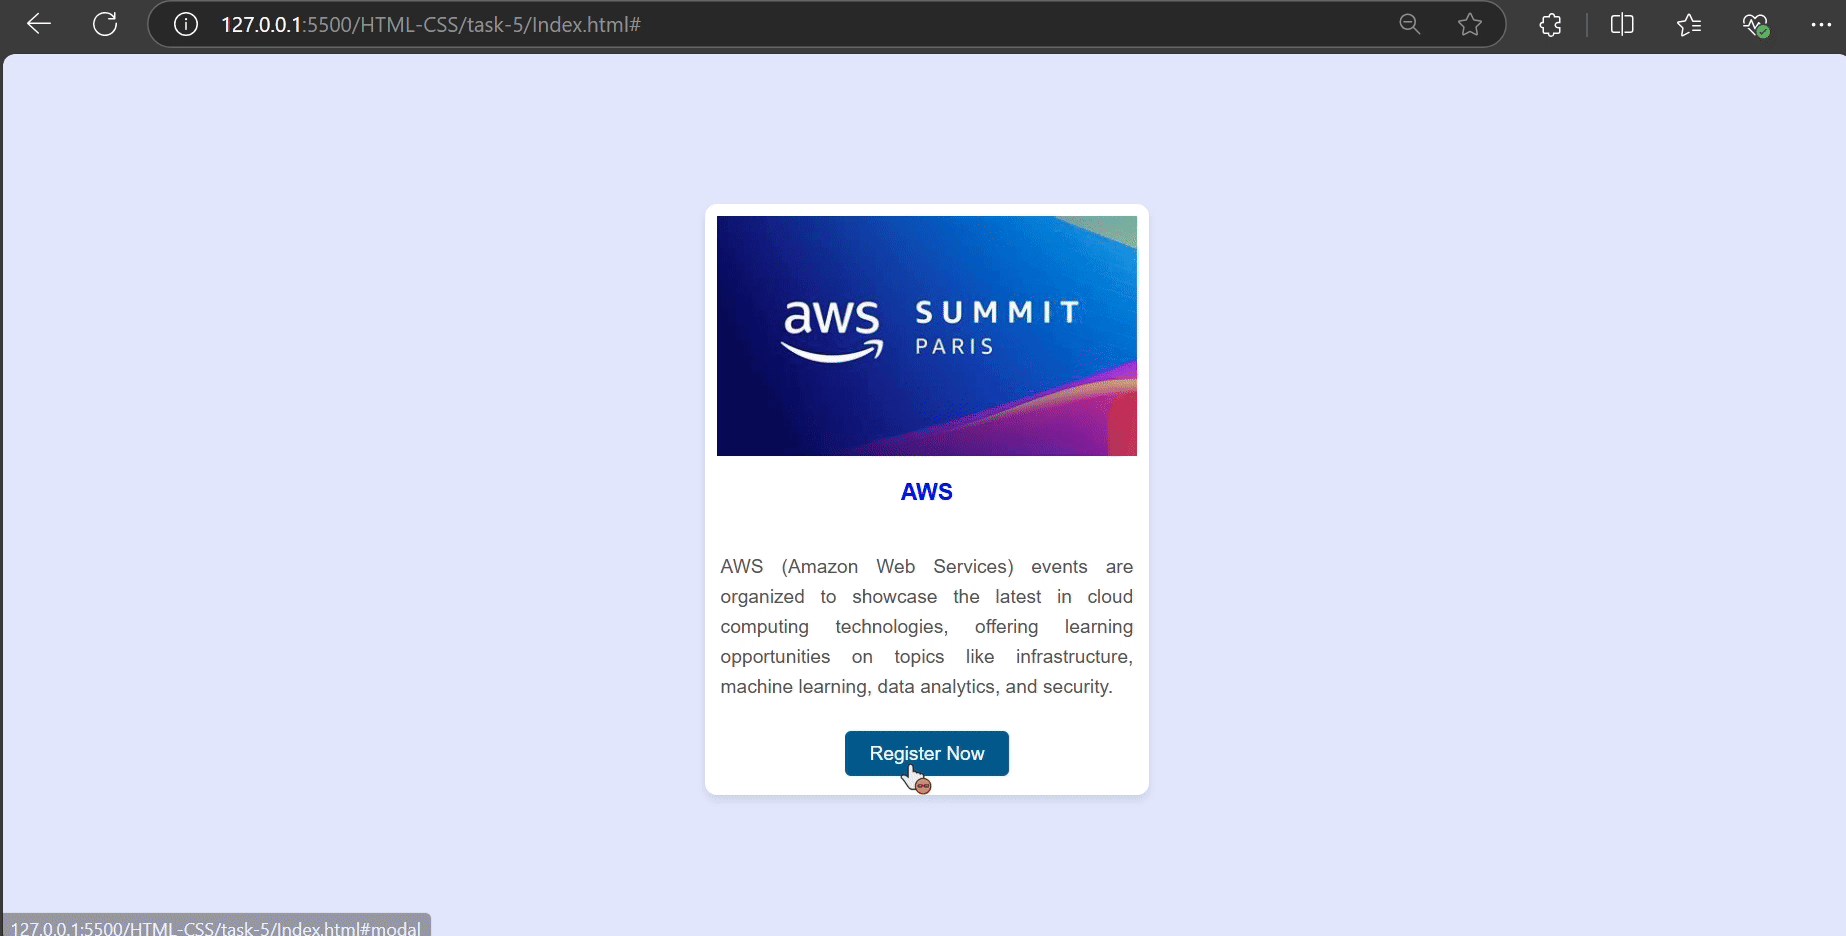 127.0.0.1:5500/HTML-CSS/task-5/Index.html#
aws SUMMIT
PARIS
AWS
AWS (Amazon Web Services) events are
organized to showcase the latest in cloud
computing technologies, offering learning
opportunities on topics like infrastructure,
machine learning, data analytics, and security.
Register Now
127.0.0.1:5500/HTML-CSS/task-5/Index.html#modal